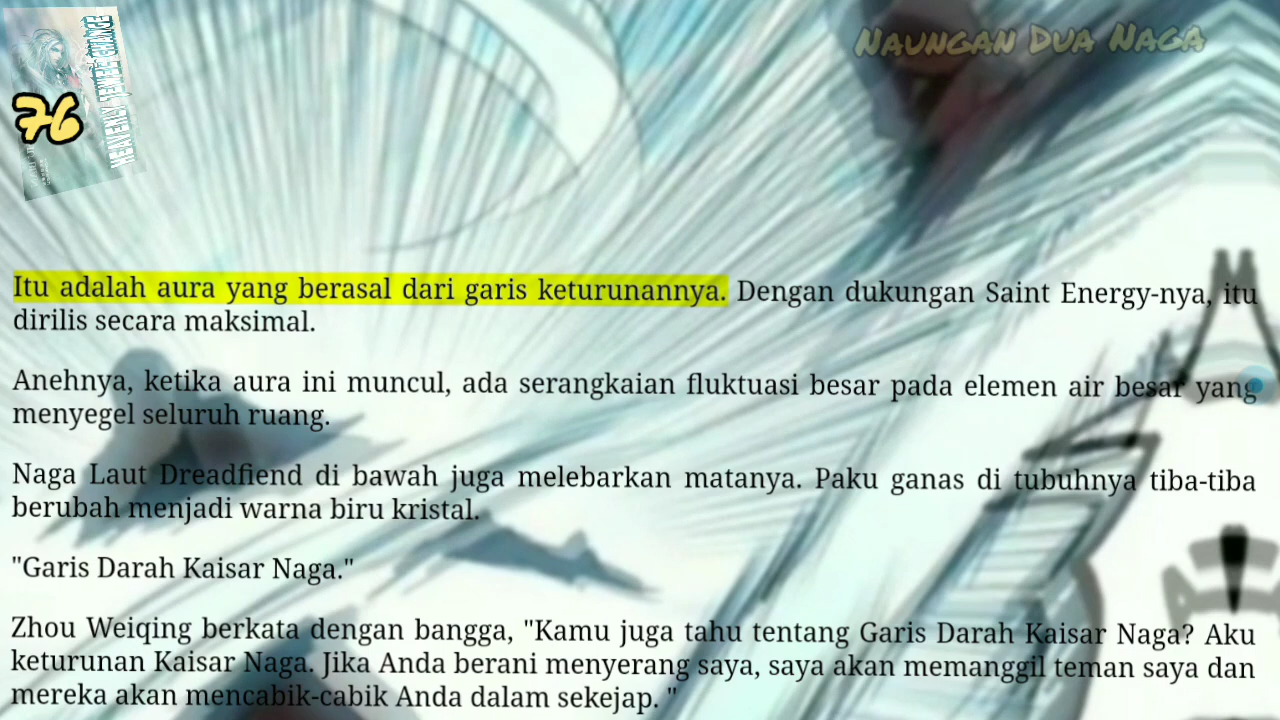 Naungan Dua Naga
HEAVENLY JEWEL CHANGE
76
Itu adalah aura yang berasal dari garis keturunannya. Dengan dukungan Saint Energy-nya, itu
dirilis secara maksimal.
Anehnya, ketika aura ini muncul, ada serangkaian fluktuasi besar pada elemen air besar yang
menyegel seluruh ruang.
Naga Laut Dreadfiend di bawah juga melebarkan matanya. Paku ganas di tubuhnya tiba-tiba
berubah menjadi warna biru kristal.
"Garis Darah Kaisar Naga."
Zhou Weiqing berkata dengan bangga, "Kamu juga tahu tentang Garis Darah Kaisar Naga? Aku
keturunan Kaisar Naga. Jika Anda berani menyerang saya, saya akan memanggil teman saya dan
mereka akan mencabik-cabik Anda dalam sekejap. "